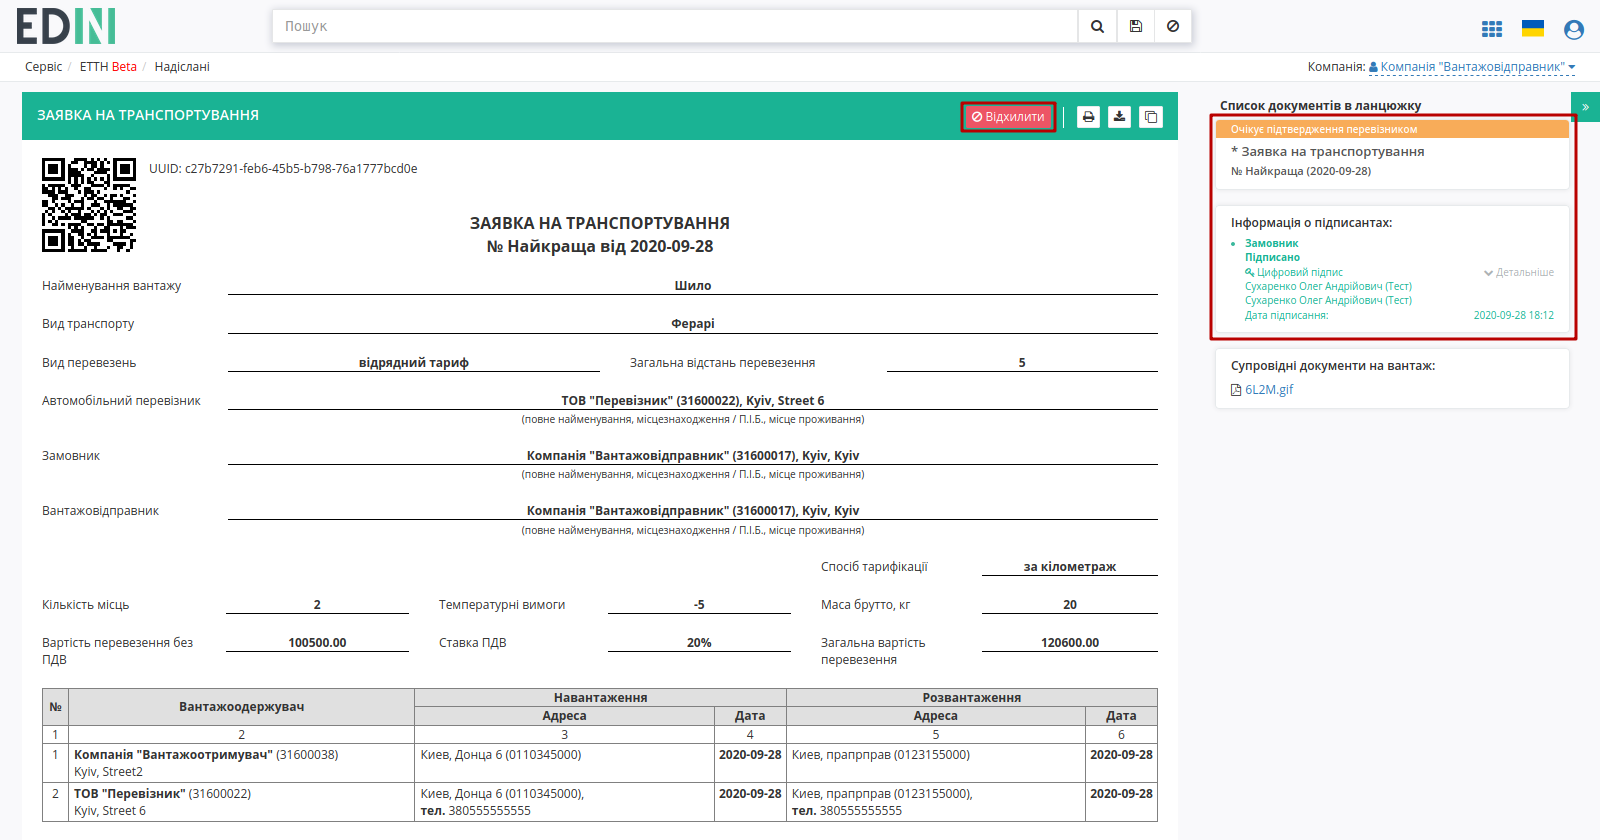 EDIN
Пошук
Сервіс / ЕТТН Beta / Надіслані
Компанія: Компанія "Вантажовідправник"
ЗАЯВКА НА ТРАНСПОРТУВАННЯ
Відхилити
UUID: c27b7291-feb6-45b5-b798-76a1777bcd0e
ЗАЯВКА НА ТРАНСПОРТУВАННЯ
№ Найкраща від 2020-09-28
Найменування вантажу Шило
Вид транспорту Ферарі
Вид перевезень відрядний тариф Загальна відстань перевезення 5
Автомобільний перевізник ТОВ "Перевізник" (31600022), Kyiv, Street 6
(повне найменування, місцезнаходження / П.І.Б., місце проживання)
Замовник Компанія "Вантажовідправник" (31600017), Kyiv, Kyiv
(повне найменування, місцезнаходження / П.І.Б., місце проживання)
Вантажовідправник Компанія "Вантажовідправник" (31600017), Kyiv, Kyiv
(повне найменування, місцезнаходження / П.І.Б., місце проживання)
Спосіб тарифікації за кілометраж
Кількість місць 2 Температурні вимоги -5 Маса брутто, кг 20
Вартість перевезення без ПДВ 100500.00 Ставка ПДВ 20% Загальна вартість перевезення 120600.00
№ Вантажоодержувач Навантаження Розвантаження
Адреса Дата Адреса Дата
1 2 3 4 5 6
1 Компанія "Вантажоотримувач" (31600038) Киев, Донца 6 (0110345000) 2020-09-28 Киев, прапрправ (0123155000) 2020-09-28
Kyiv, Street2
2 ТОВ "Перевізник" (31600022) Киев, Донца 6 (0110345000), 2020-09-28 Киев, прапрправ (0123155000), 2020-09-28
Kyiv, Street 6 тел. 380555555555 тел. 380555555555
Список документів в ланцюжку
»
Очікує підтвердження перевізником
* Заявка на транспортування
№ Найкраща (2020-09-28)
Інформація о підписантах:
Замовник
Підписано
Цифровий підпис Детальніше
Сухаренко Олег Андрійович (Тест)
Сухаренко Олег Андрійович (Тест)
Дата підписання: 2020-09-28 18:12
Супровідні документи на вантаж:
6L2M.gif